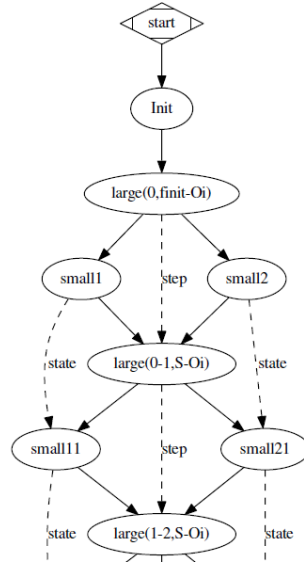 start
Init
large(0,finit-Oi)
small1
step
small2
large(0-1,S-Oi)
state
state
small11
step
small21
large(1-2,S-Oi)
state
state